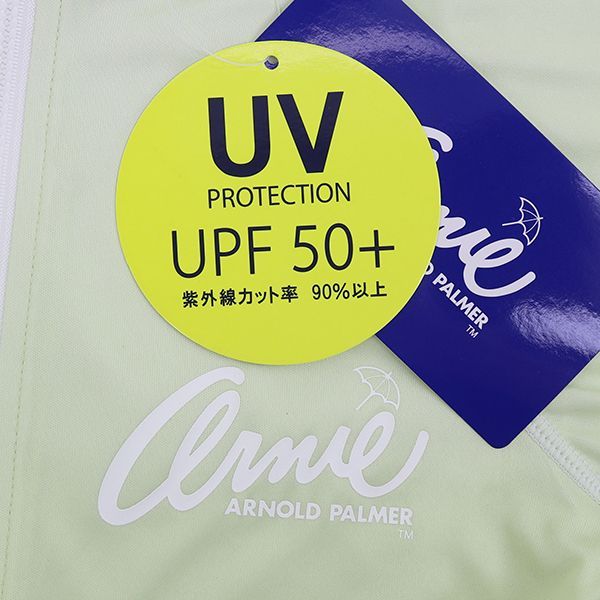 UV
PROTECTION
UPF 50+
紫外線カット率 90%以上
Arnie
ARNOLD PALMER
TM
arnie
ARNOLD PALMER
TM